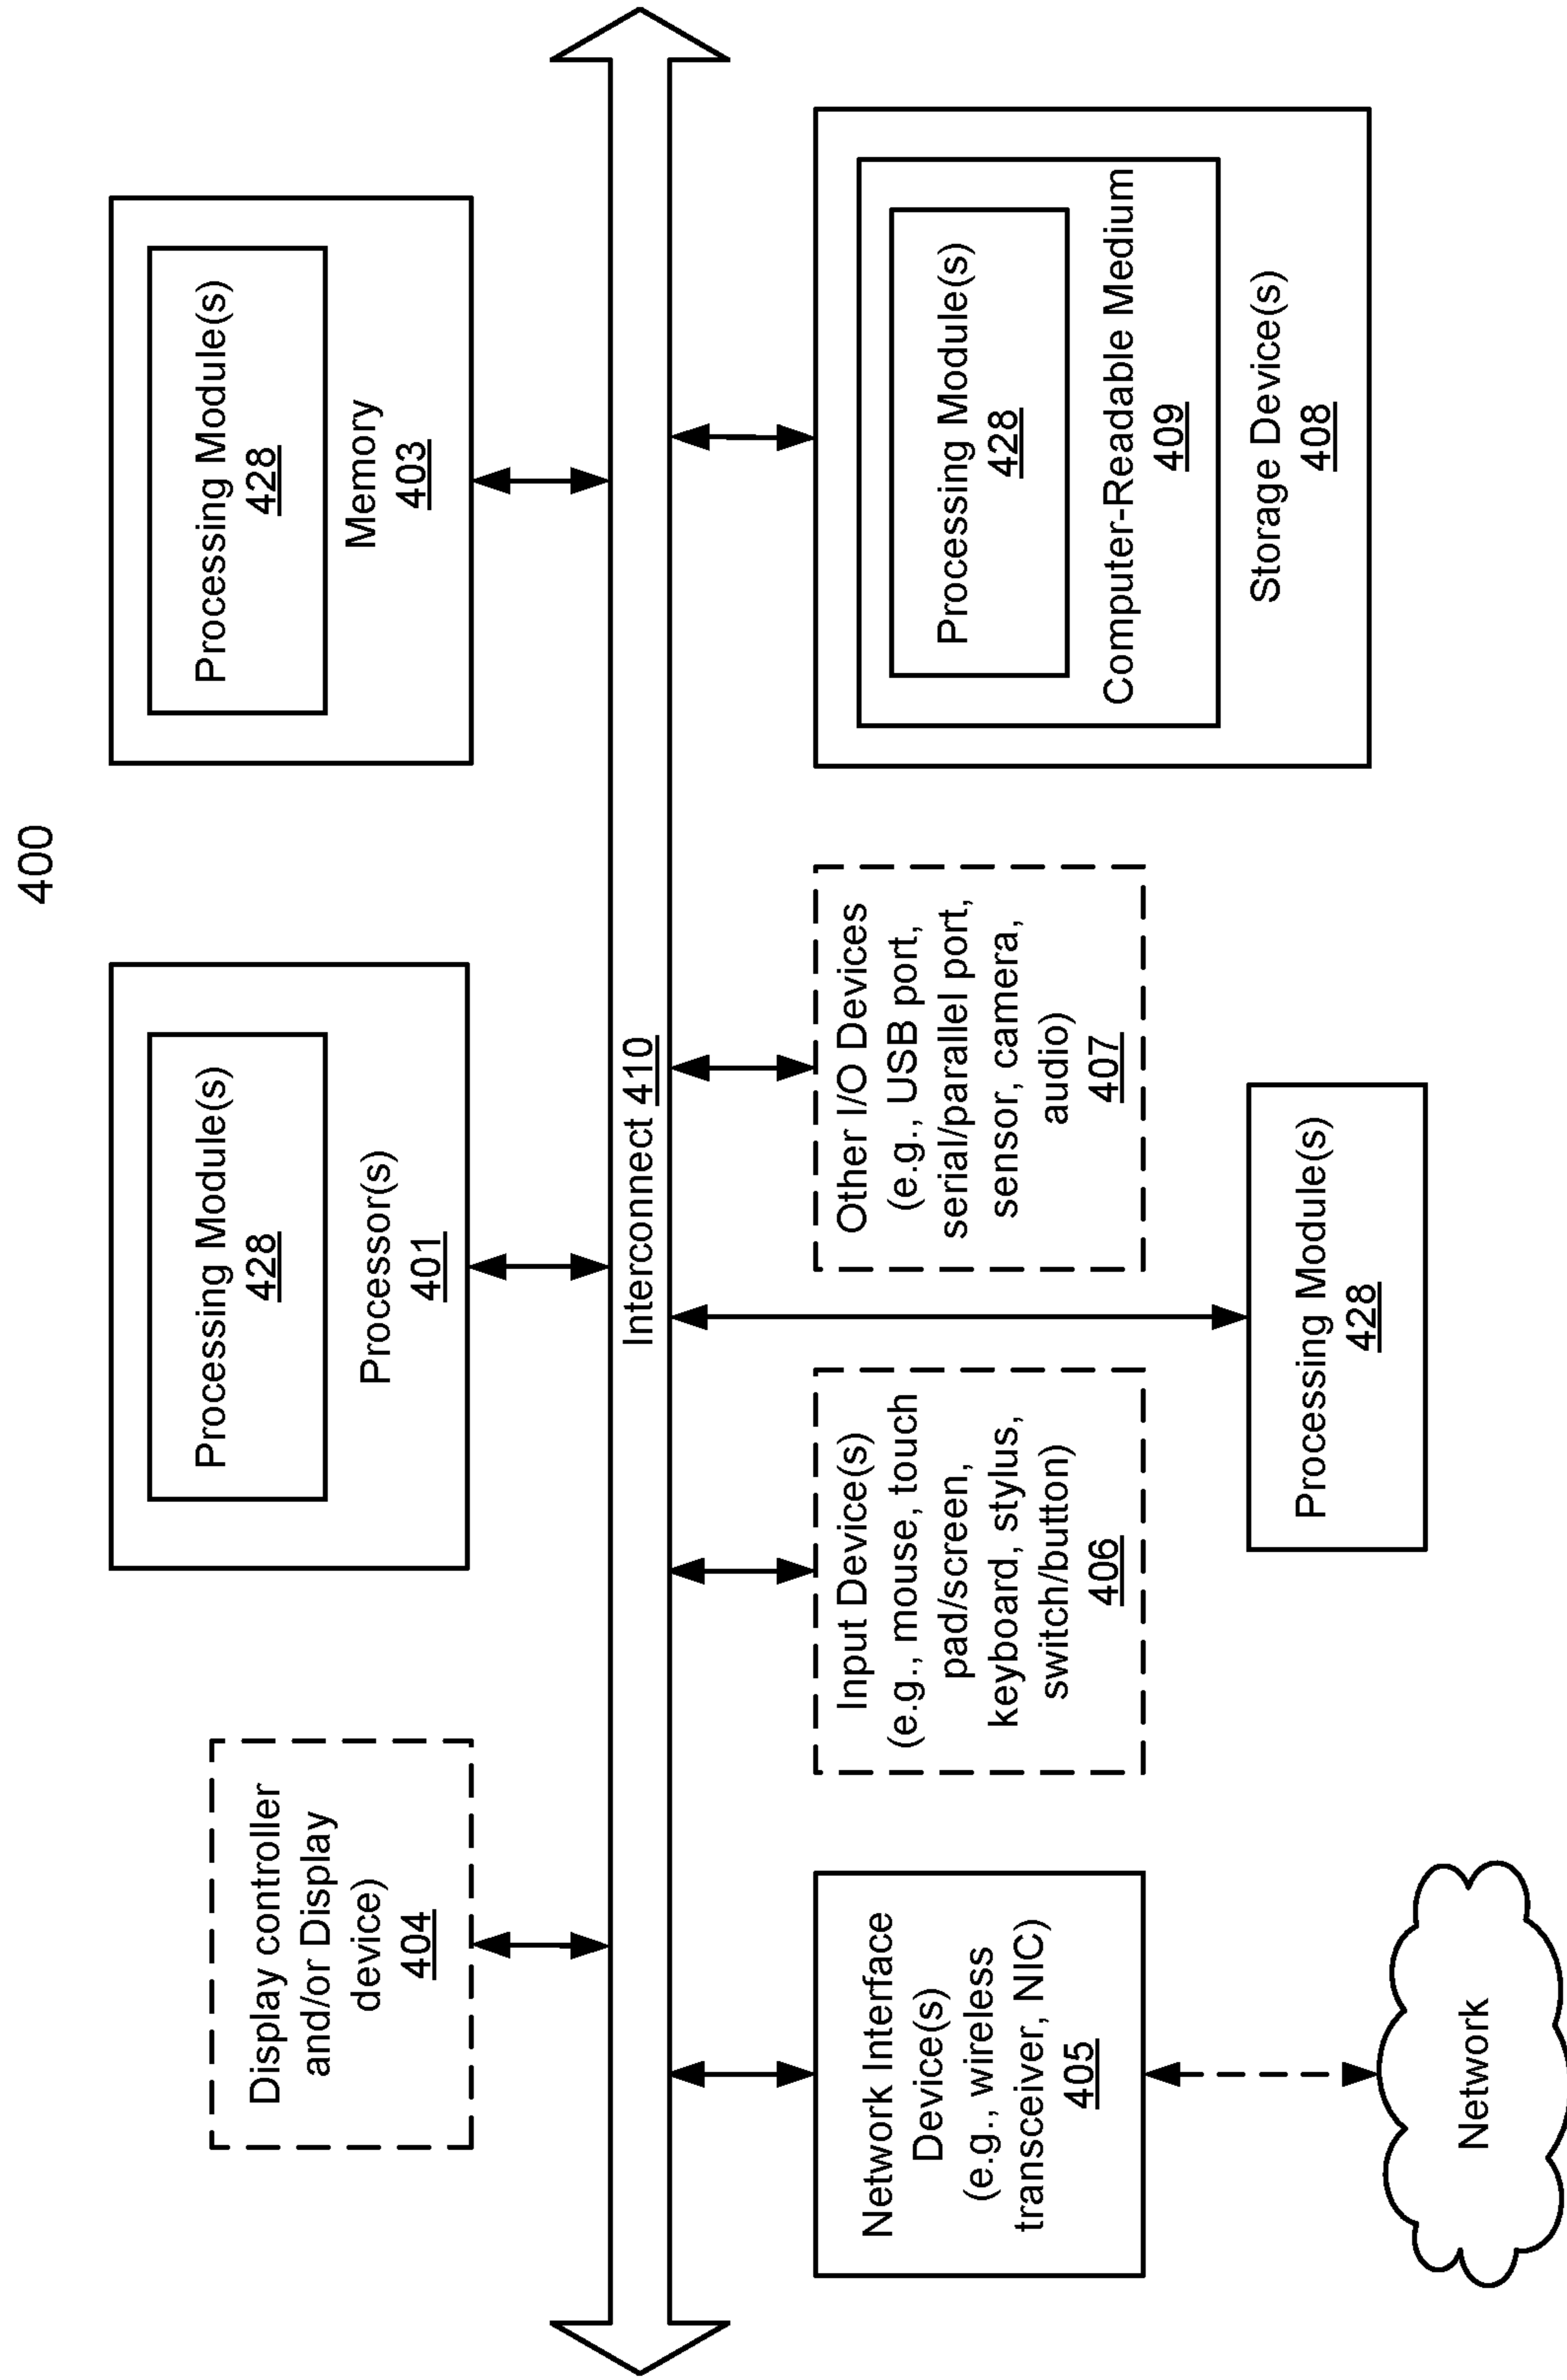 400
Display controller
and/or Display
device)
404
Processing Module(s)
428
Processor(s)
401
Processing Module(s)
428
Memory
403
Interconnect 410
Network Interface
Device(s)
(e.g., wireless
transceiver, NIC)
405
Input Device(s)
(e.g., mouse, touch
pad/screen,
keyboard, stylus,
switch/button)
406
Other I/O Devices
(e.g., USB port,
serial/parallel port,
sensor, camera,
audio)
407
Processing Module(s)
428
Computer-Readable Medium
409
Storage Device(s)
408
Processing Module(s)
428
Network